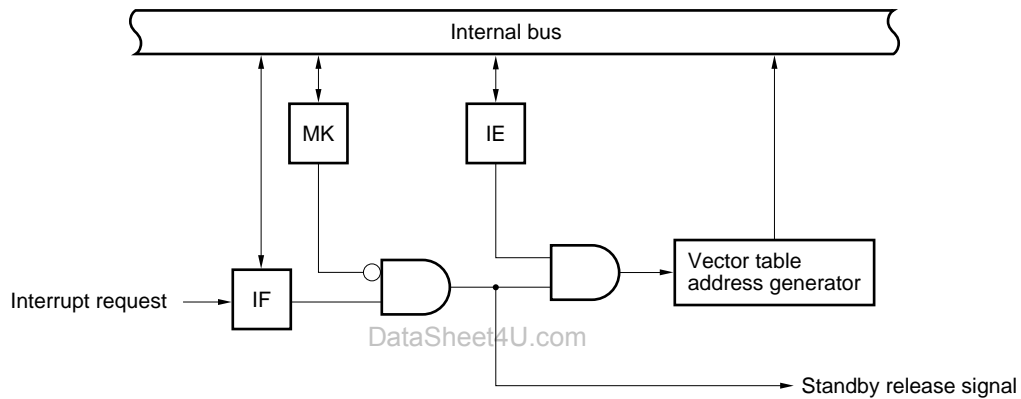 Internal bus
MK
IE
Vector table
address generator
Interrupt request
IF
DataSheet4U.com
Standby release signal